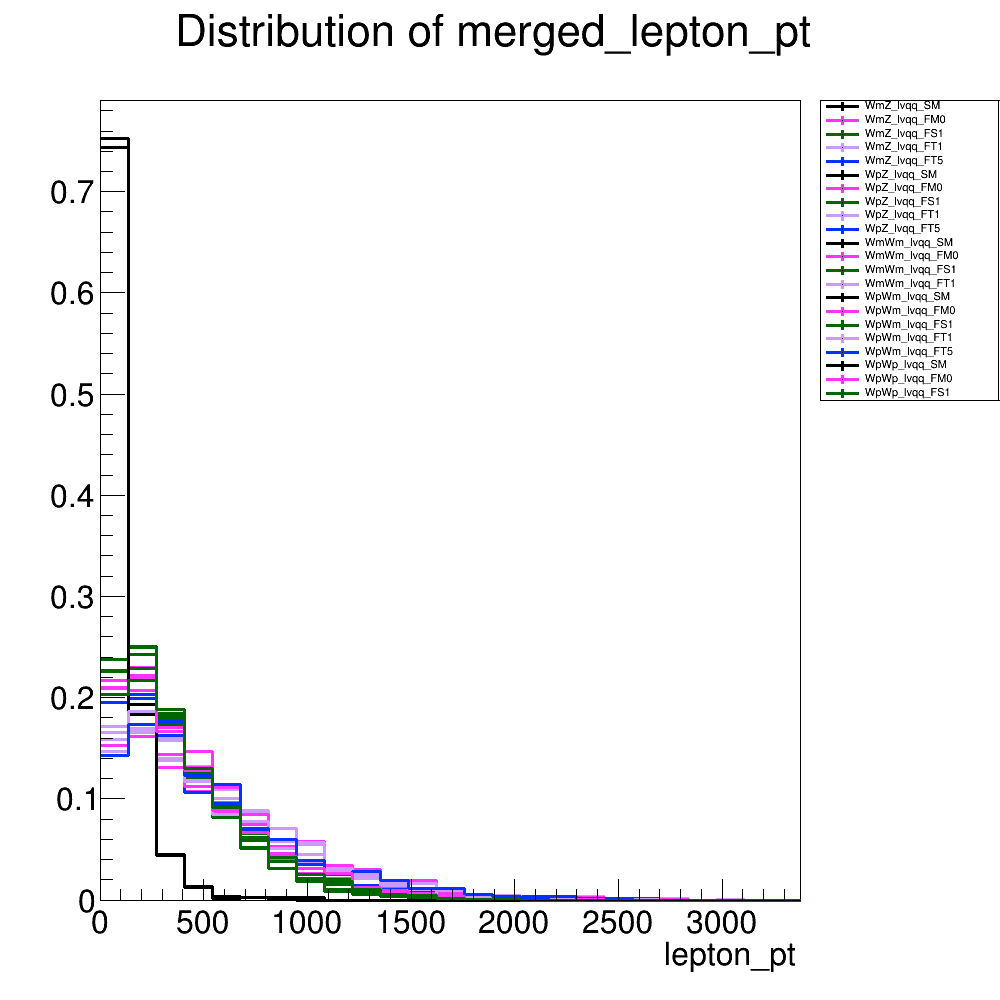 Distribution of merged_lepton_pt
WmZ_lvqq_SM
WmZ_lvqq_FM0
WmZ_lvqq_FS1
WmZ_lvqq_FT1
WmZ_lvqq_FT5
WpZ_lvqq_SM
WpZ_lvqq_FM0
WpZ_lvqq_FS1
WpZ_lvqq_FT1
WpZ_lvqq_FT5
WmWm_lvqq_SM
WmWm_lvqq_FM0
WmWm_lvqq_FS1
WmWm_lvqq_FT1
WpWm_lvqq_SM
WpWm_lvqq_FM0
WpWm_lvqq_FS1
WpWm_lvqq_FT1
WpWm_lvqq_FT5
WpWp_lvqq_SM
WpWp_lvqq_FM0
WpWp_lvqq_FS1
0.7
0.6
0.5
0.4
0.3
0.2
0.1
0
0 500 1000 1500 2000 2500 3000
lepton_pt